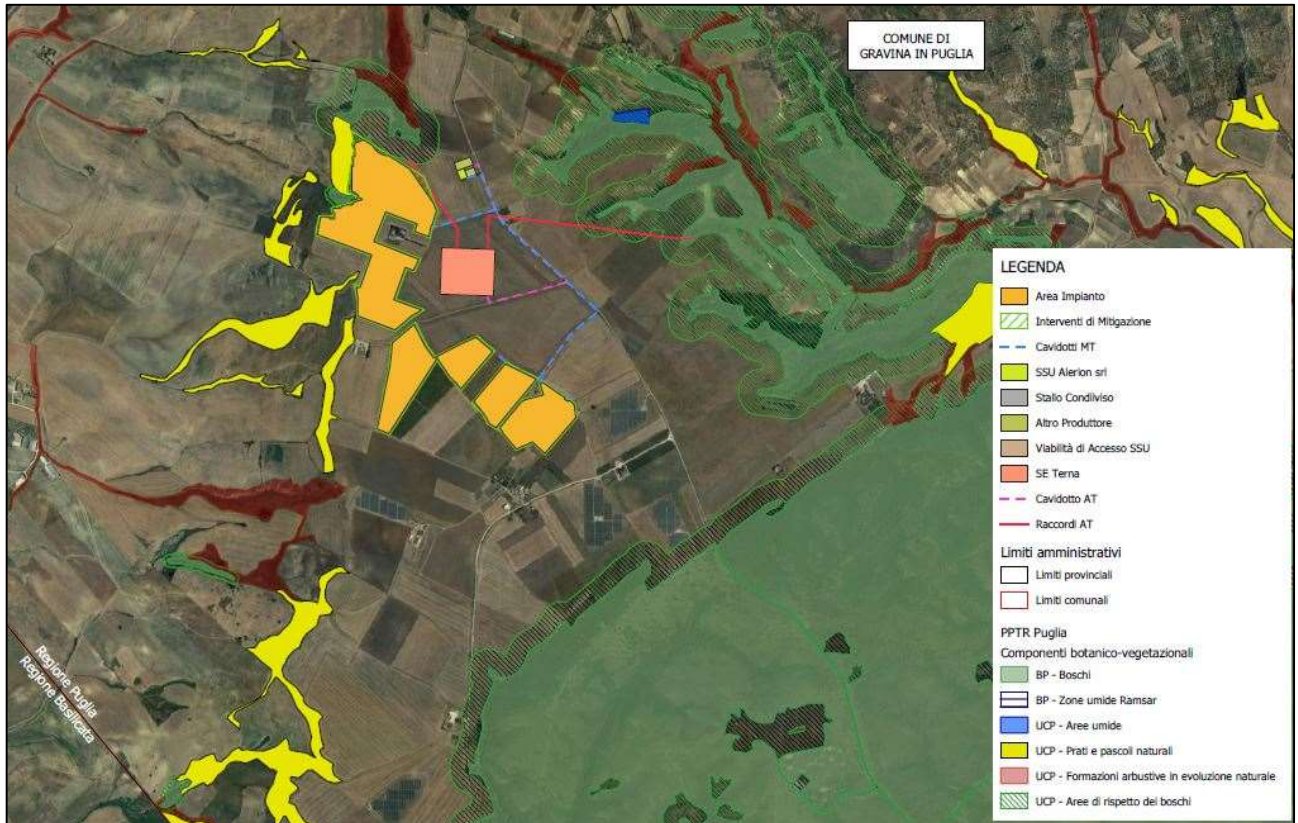 COMUNE DI
GRAVINA IN PUGLIA
LEGENDA
Area Impianto
Interventi di Mitigazione
Cavidotti MT
SSU Alerion srl
Stallo Condiviso
Altro Produttore
Viabilità di Accesso SSU
SE Terna
Cavidotto AT
Raccordi AT
Limiti amministrativi
Limiti provinciali
Limiti comunali
PPTR Puglia
Componenti botanico-vegetazionali
BP - Boschi
BP - Zone umide Ramsar
UCP - Aree umide
UCP - Prati e pascoli naturali
UCP - Formazioni arbustive in evoluzione naturale
UCP - Aree di rispetto dei boschi
Regione Puglia
Regione Basilicata